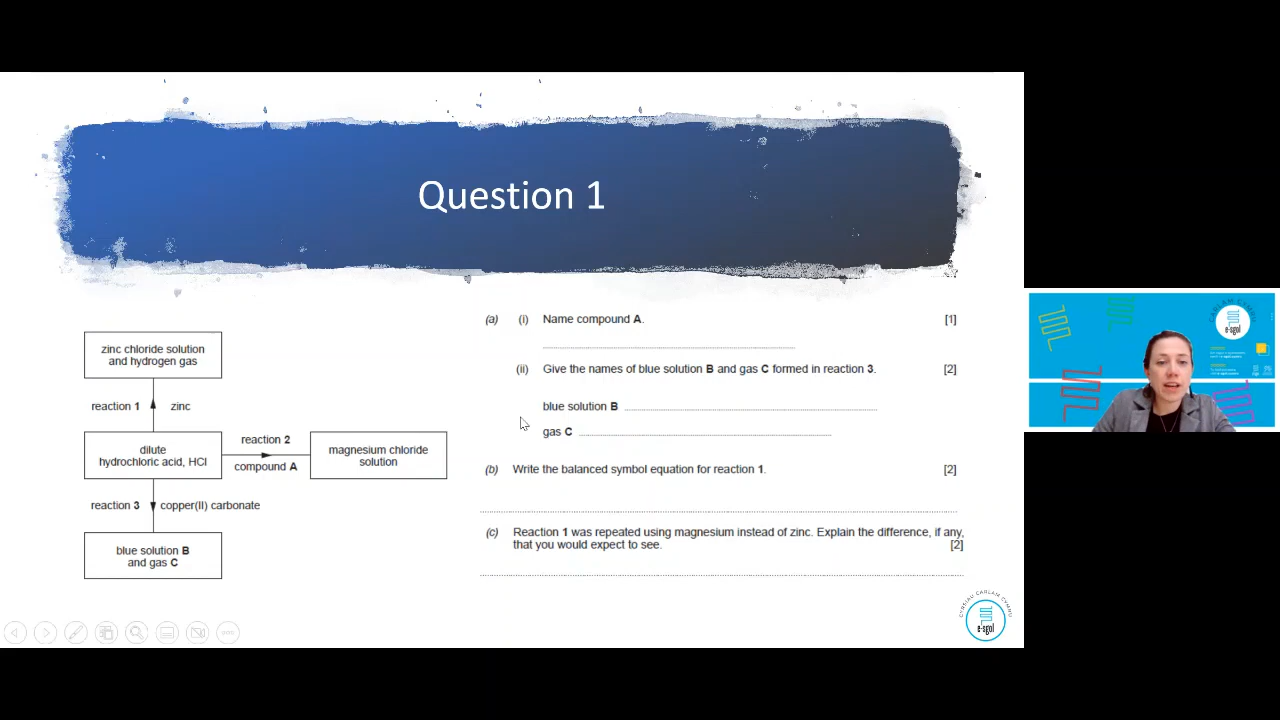 Question 1
zinc chloride solution
and hydrogen gas
reaction 1
zinc
dilute
hydrochloric acid, HCl
reaction 2
compound A
magnesium chloride
solution
reaction 3
copper(II) carbonate
blue solution B
and gas C
(a) (i) Name compound A. [1]
(ii) Give the names of blue solution B and gas C formed in reaction 3. [2]
blue solution B
gas C
(b) Write the balanced symbol equation for reaction 1. [2]
(c) Reaction 1 was repeated using magnesium instead of zinc. Explain the difference, if any,
that you would expect to see. [2]
e-sgol
e-sgol